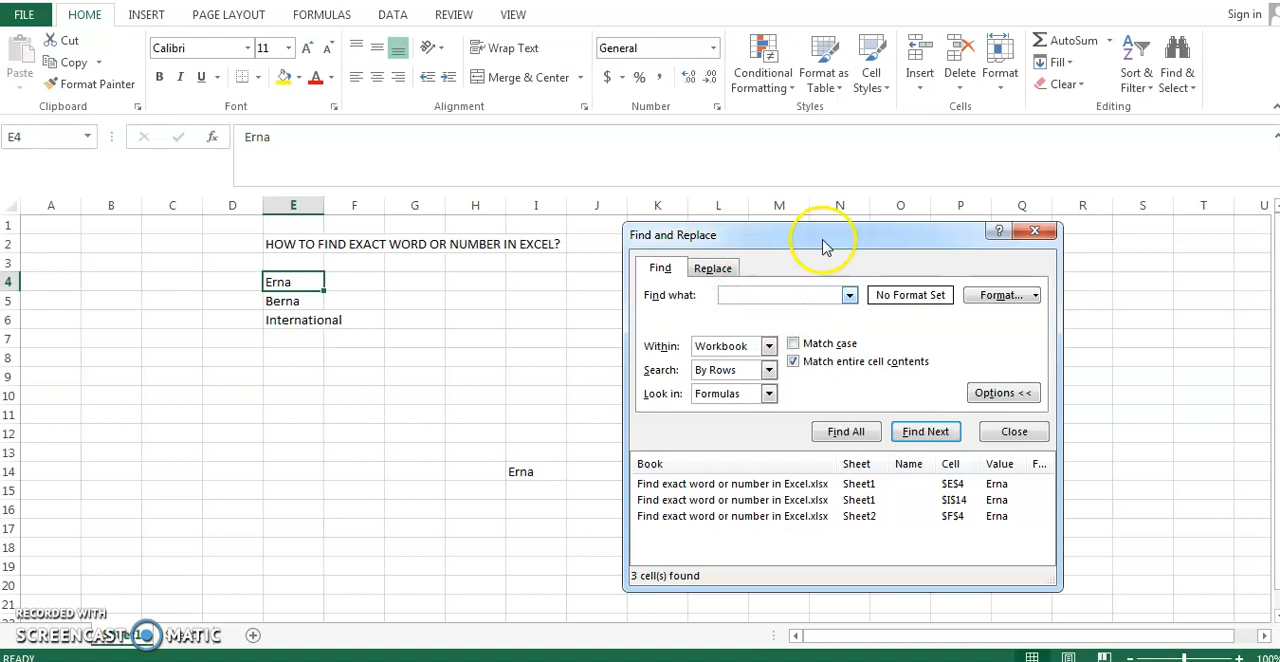 FILE HOME INSERT PAGE LAYOUT FORMULAS DATA REVIEW VIEW Sign in
Paste
Cut
Copy
Format Painter
Clipboard
Calibri 11
B I U
Font
Wrap Text
Merge & Center
Alignment
General
$ % ,
Number
Conditional Formatting
Format as Table
Cell Styles
Styles
Insert
Delete
Format
Cells
AutoSum
Fill
Clear
Sort & Filter
Find & Select
Editing
E4 fx Erna
A B C D E F G H I J K L M N O P Q R S T U
1
2 HOW TO FIND EXACT WORD OR NUMBER IN EXCEL?
3
4 Erna
5 Berna
6 International
7
8
9
10
11
12
13
14 Erna
15
16
17
18
19
20
21
Find and Replace
Find Replace
Find what: No Format Set Format...
Within: Workbook Match case
Search: By Rows Match entire cell contents
Look in: Formulas
Options <<
Find All Find Next Close
Book Sheet Name Cell Value F...
Find exact word or number in Excel.xlsx Sheet1 $E$4 Erna
Find exact word or number in Excel.xlsx Sheet1 $I$14 Erna
Find exact word or number in Excel.xlsx Sheet2 $F$4 Erna
3 cell(s) found
RECORDED WITH
SCREENCAST MATIC
READY 100%